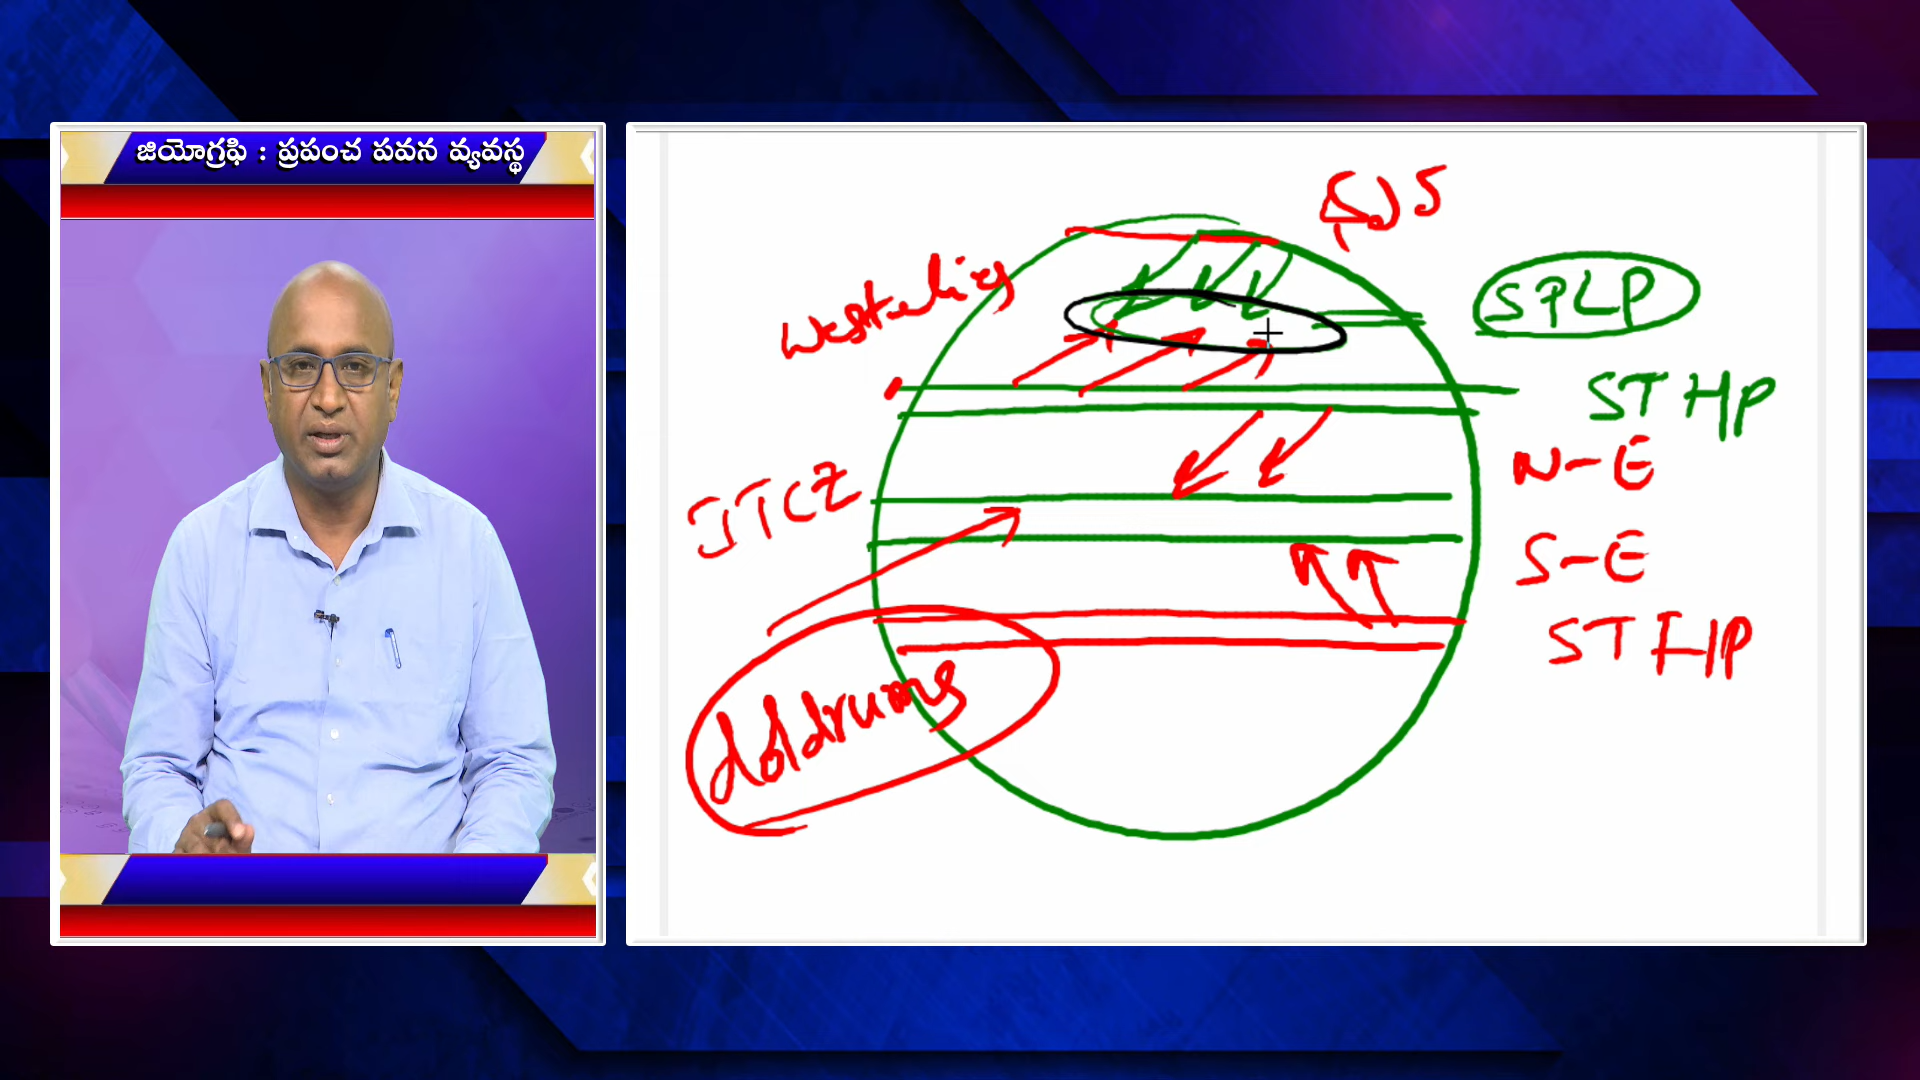 జియోగ్రఫి : ప్రపంచ పవన వ్యవస్థ
westerlies
SPLP
STHP
N-E
ITCZ
S-E
STHP
doldrums